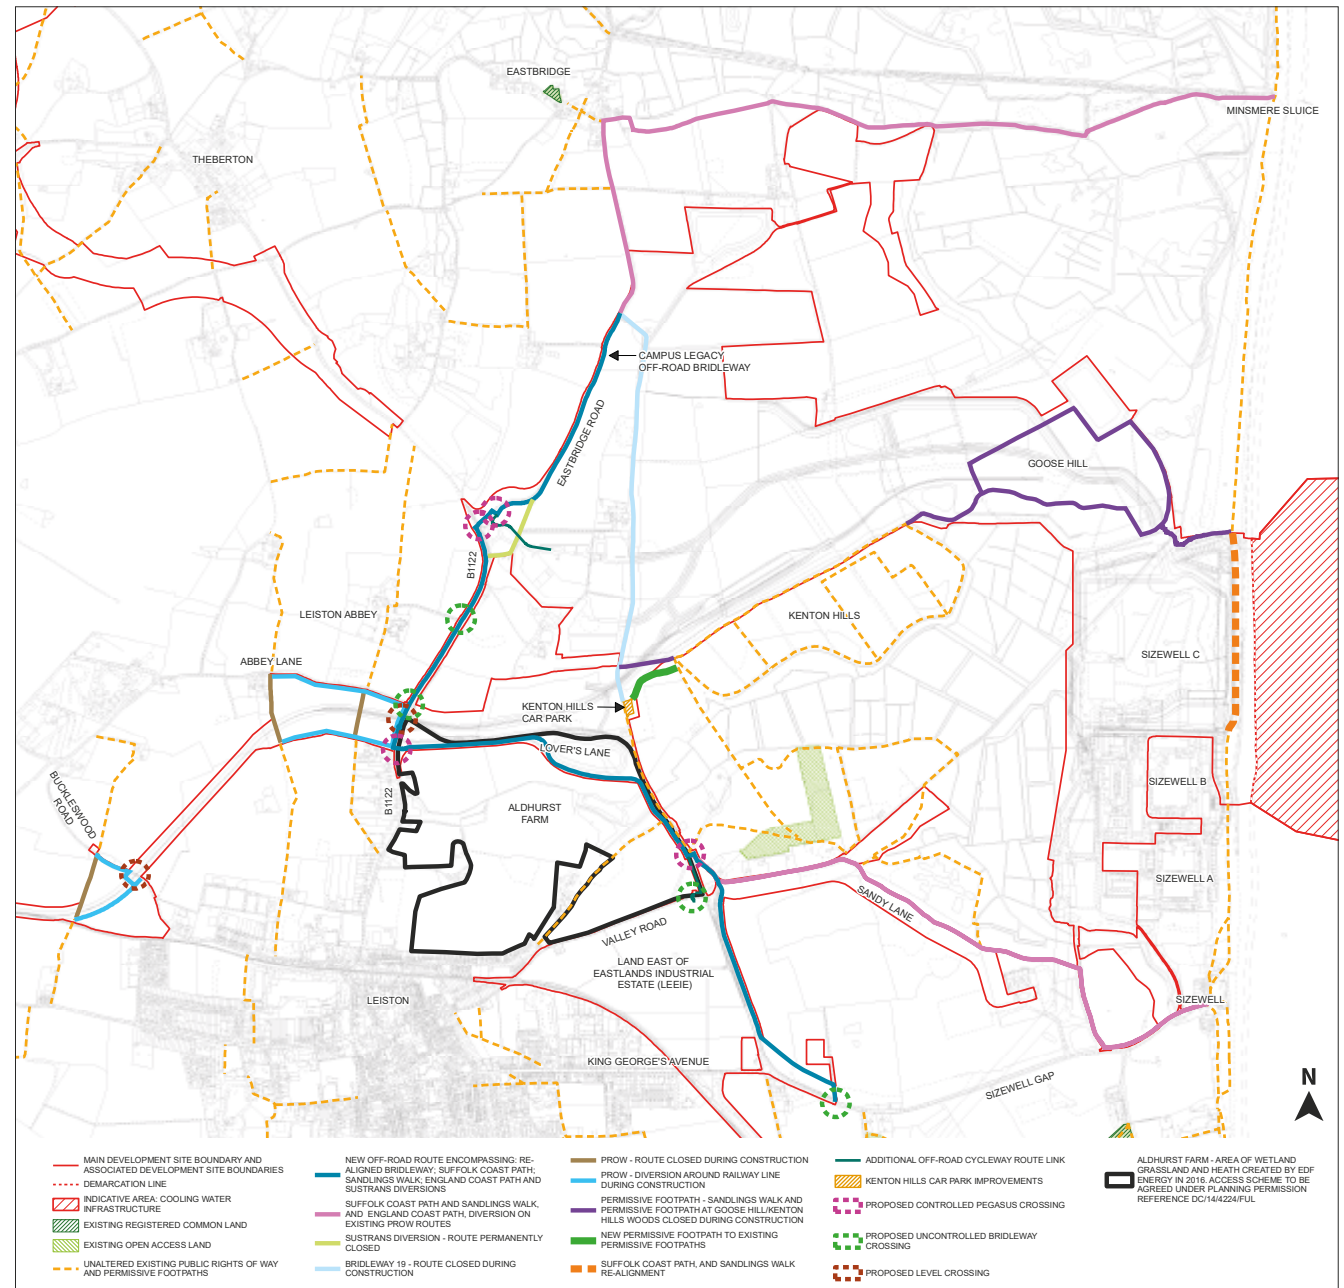 EASTBRIDGE
MINSMERE SLUICE
THEBERTON
CAMPUS LEGACY
OFF-ROAD BRIDLEWAY
EASTBRIDGE ROAD
GOOSE HILL
B1122
LEISTON ABBEY
KENTON HILLS
ABBEY LANE
SIZEWELL C
KENTON HILLS
CAR PARK
LOVER'S LANE
BUCKLESWOOD
ROAD
B1122
SIZEWELL B
ALDHURST
FARM
SIZEWELL A
SANDY LANE
VALLEY ROAD
LAND EAST OF
EASTLANDS INDUSTRIAL
ESTATE (LEEIE)
LEISTON
SIZEWELL
KING GEORGE'S AVENUE
SIZEWELL GAP
N
MAIN DEVELOPMENT SITE BOUNDARY AND
ASSOCIATED DEVELOPMENT SITE BOUNDARIES
DEMARCATION LINE
INDICATIVE AREA: COOLING WATER
INFRASTRUCTURE
EXISTING REGISTERED COMMON LAND
EXISTING OPEN ACCESS LAND
UNALTERED EXISTING PUBLIC RIGHTS OF WAY
AND PERMISSIVE FOOTPATHS
NEW OFF-ROAD ROUTE ENCOMPASSING: RE-
ALIGNED BRIDLEWAY; SUFFOLK COAST PATH;
SANDLINGS WALK; ENGLAND COAST PATH AND
SUSTRANS DIVERSIONS
SUFFOLK COAST PATH AND SANDLINGS WALK,
AND ENGLAND COAST PATH, DIVERSION ON
EXISTING PROW ROUTES
SUSTRANS DIVERSION - ROUTE PERMANENTLY
CLOSED
BRIDLEWAY 19 - ROUTE CLOSED DURING
CONSTRUCTION
PROW - ROUTE CLOSED DURING CONSTRUCTION
PROW - DIVERSION AROUND RAILWAY LINE
DURING CONSTRUCTION
PERMISSIVE FOOTPATH - SANDLINGS WALK AND
PERMISSIVE FOOTPATH AT GOOSE HILL/KENTON
HILLS WOODS CLOSED DURING CONSTRUCTION
NEW PERMISSIVE FOOTPATH TO EXISTING
PERMISSIVE FOOTPATHS
SUFFOLK COAST PATH, AND SANDLINGS WALK
RE-ALIGNMENT
ADDITIONAL OFF-ROAD CYCLEWAY ROUTE LINK
KENTON HILLS CAR PARK IMPROVEMENTS
PROPOSED CONTROLLED PEGASUS CROSSING
PROPOSED UNCONTROLLED BRIDLEWAY
CROSSING
PROPOSED LEVEL CROSSING
ALDHURST FARM - AREA OF WETLAND
GRASSLAND AND HEATH CREATED BY EDF
ENERGY IN 2016. ACCESS SCHEME TO BE
AGREED UNDER PLANNING PERMISSION
REFERENCE DC/14/4224/FUL